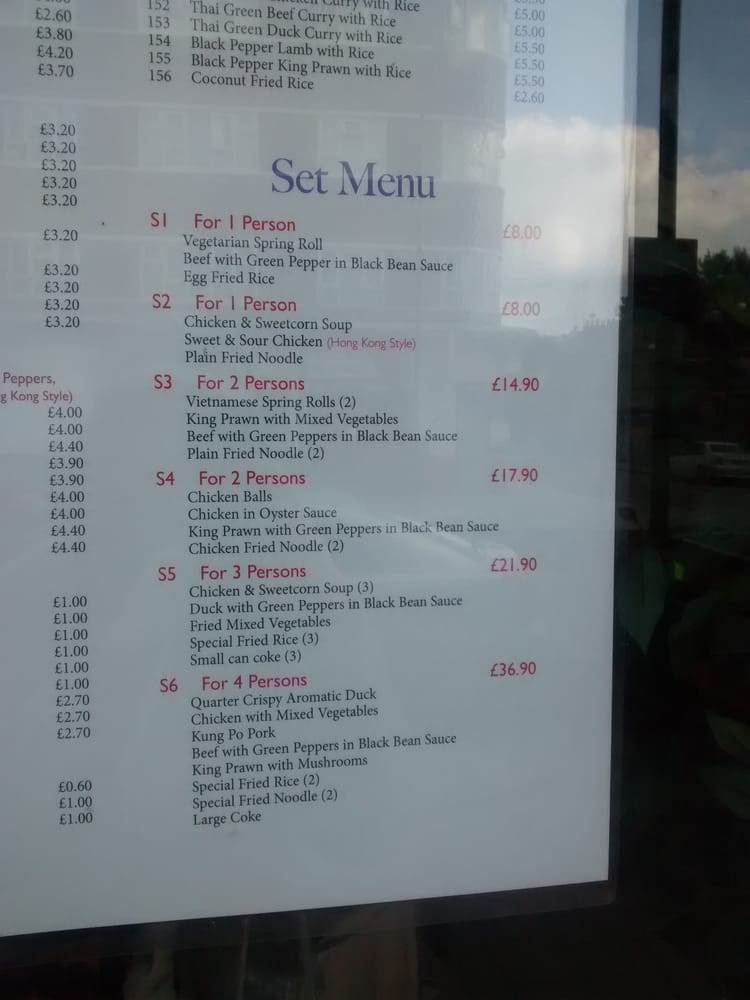 £2.60
£3.80
£4.20
£3.70
£3.20
£3.20
£3.20
£3.20
£3.20
£3.20
£3.20
£3.20
£3.20
£3.20
Peppers,
g Kong Style)
£4.00
£4.00
£4.40
£3.90
£3.90
£4.00
£4.00
£4.40
£4.40
£1.00
£1.00
£1.00
£1.00
£1.00
£1.00
£2.70
£2.70
£2.70
£0.60
£1.00
£1.00
Curry with Rice
152 Thai Green Beef Curry with Rice £5.00
153 Thai Green Duck Curry with Rice £5.00
154 Black Pepper Lamb with Rice £5.50
155 Black Pepper King Prawn with Rice £5.50
156 Coconut Fried Rice £5.50
£2.60
Set Menu
S1 For 1 Person £8.00
Vegetarian Spring Roll
Beef with Green Pepper in Black Bean Sauce
Egg Fried Rice
S2 For 1 Person £8.00
Chicken & Sweetcorn Soup
Sweet & Sour Chicken (Hong Kong Style)
Plain Fried Noodle
S3 For 2 Persons £14.90
Vietnamese Spring Rolls (2)
King Prawn with Mixed Vegetables
Beef with Green Peppers in Black Bean Sauce
Plain Fried Noodle (2)
S4 For 2 Persons £17.90
Chicken Balls
Chicken in Oyster Sauce
King Prawn with Green Peppers in Black Bean Sauce
Chicken Fried Noodle (2)
S5 For 3 Persons £21.90
Chicken & Sweetcorn Soup (3)
Duck with Green Peppers in Black Bean Sauce
Fried Mixed Vegetables
Special Fried Rice (3)
Small can coke (3)
S6 For 4 Persons £36.90
Quarter Crispy Aromatic Duck
Chicken with Mixed Vegetables
Kung Po Pork
Beef with Green Peppers in Black Bean Sauce
King Prawn with Mushrooms
Special Fried Rice (2)
Special Fried Noodle (2)
Large Coke